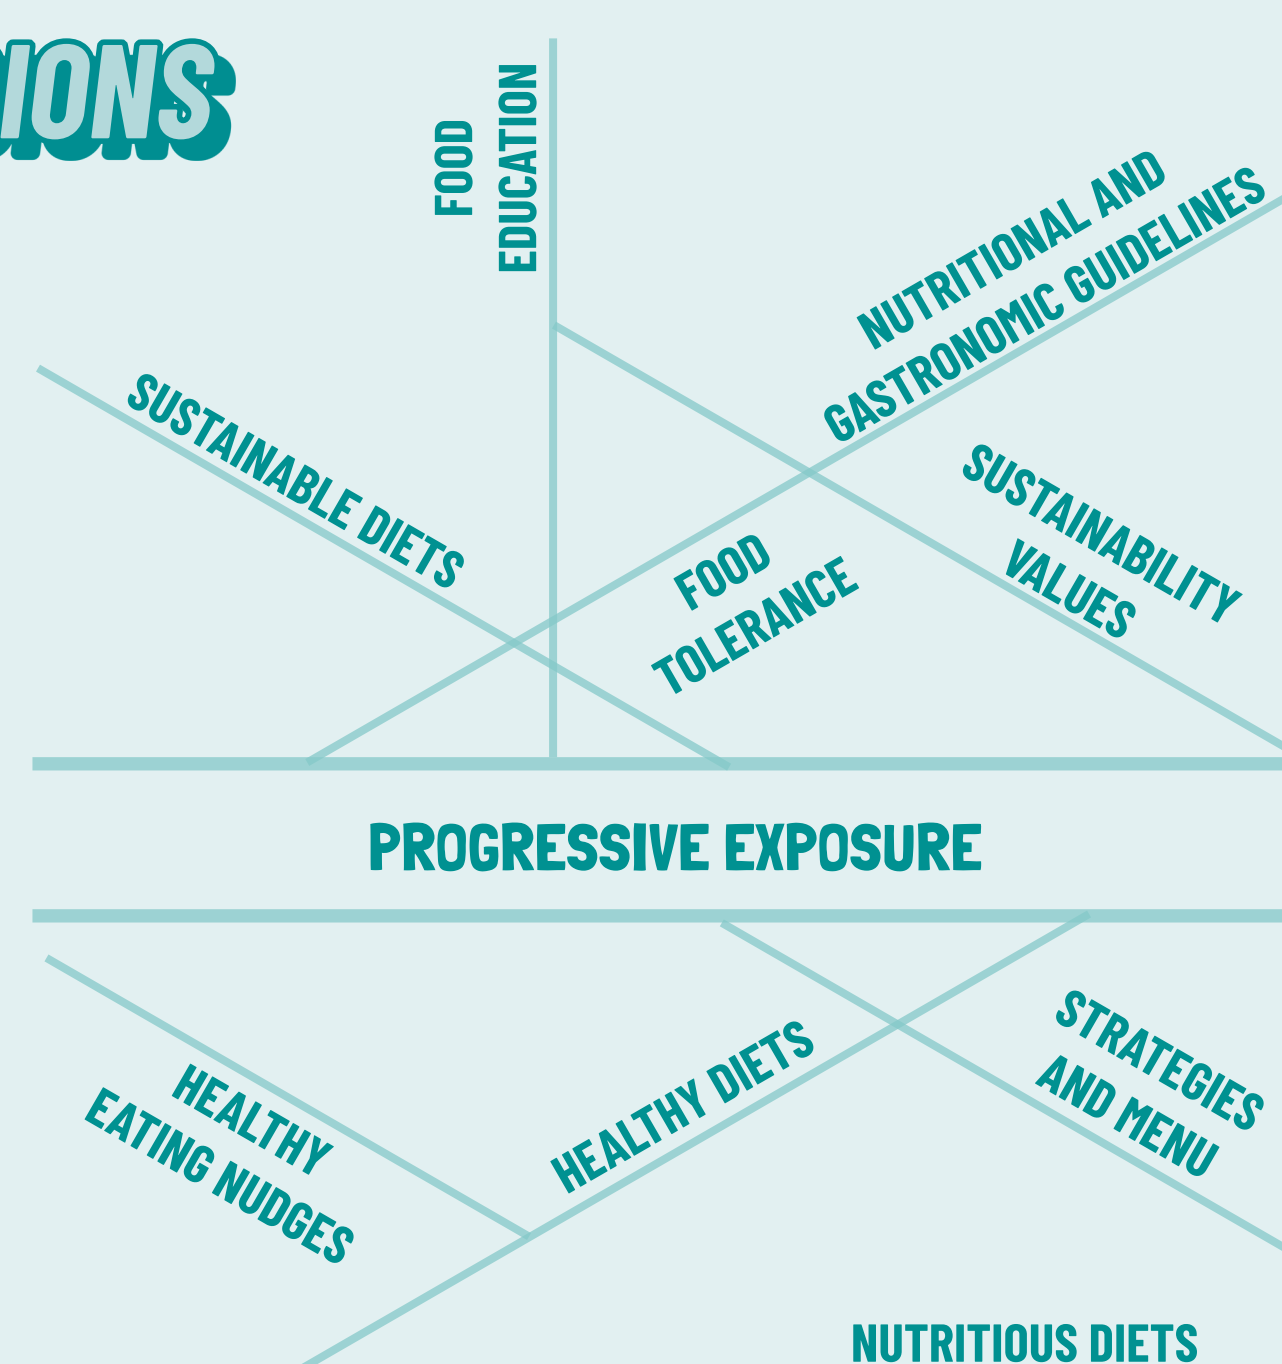 IONS
FOOD
EDUCATION
NUTRITIONAL AND
GASTRONOMIC GUIDELINES
SUSTAINABLE DIETS
SUSTAINABILITY
VALUES
FOOD
TOLERANCE
PROGRESSIVE EXPOSURE
STRATEGIES
AND MENU
HEALTHY DIETS
HEALTHY
EATING NUDGES
NUTRITIOUS DIETS